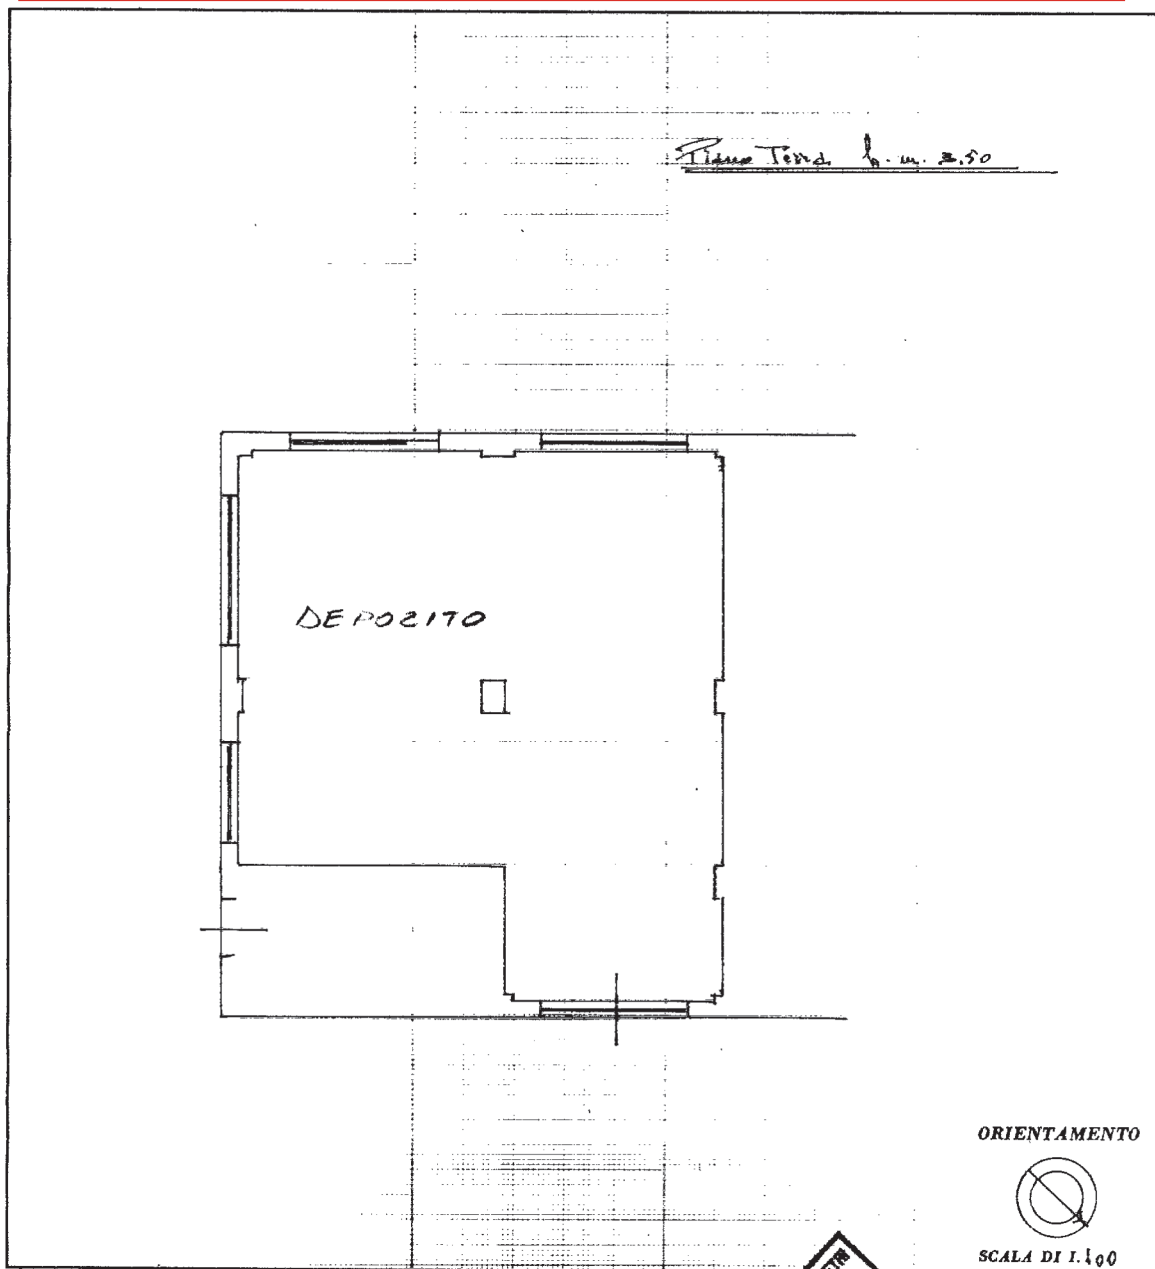 Piano Terra h. m. 3,50
DEPOSITO
ORIENTAMENTO
SCALA DI 1.100